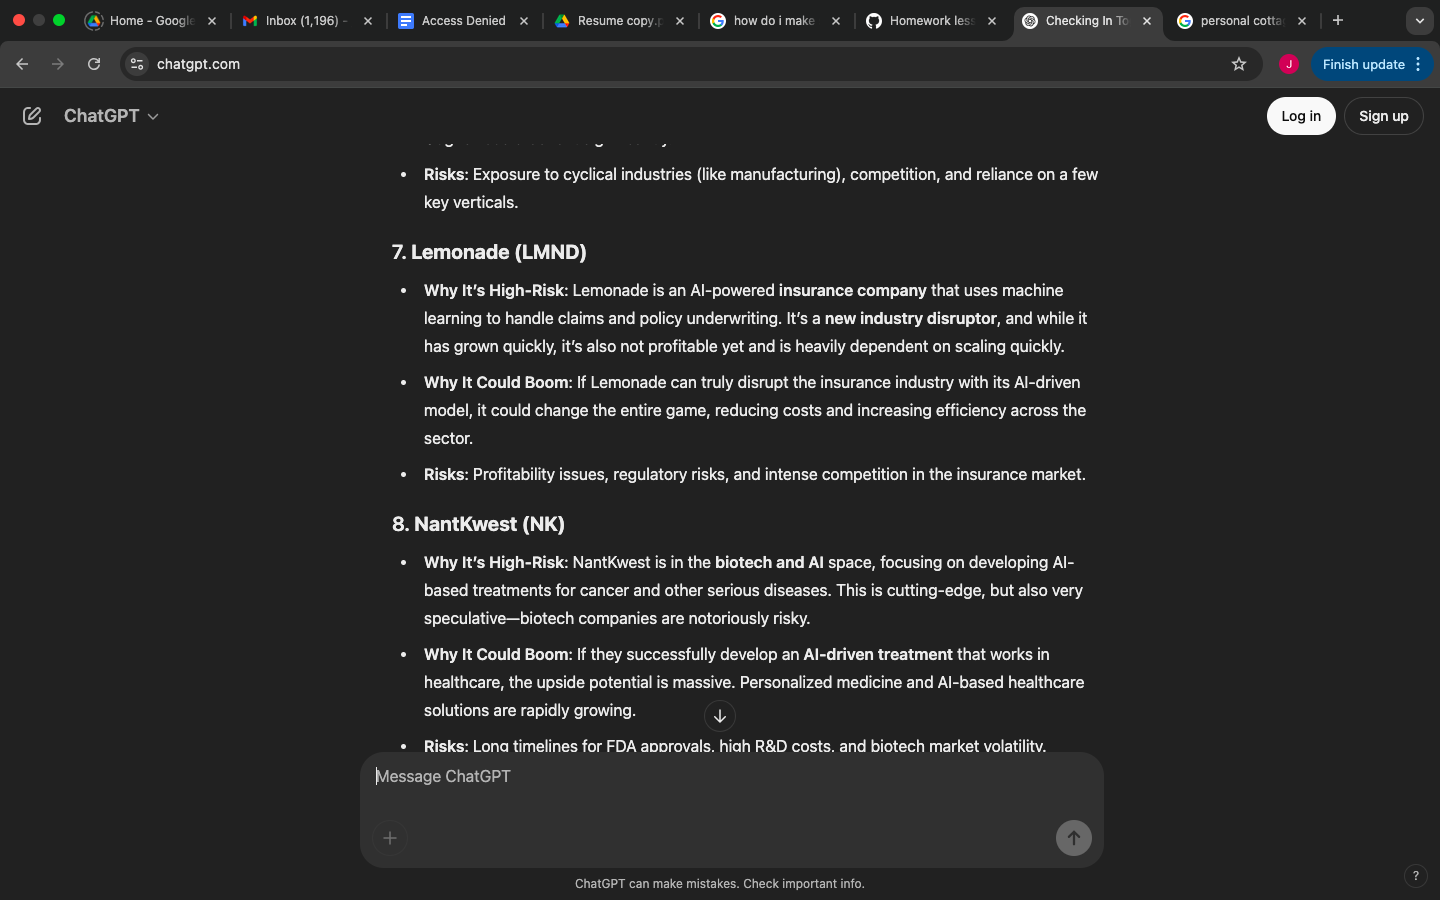 Home - Google
Inbox (1,196) -
Access Denied
Resume copy.p
how do i make
Homework less
Checking In To
personal cotta
chatgpt.com
J
Finish update
ChatGPT
Log in
Sign up
Risks: Exposure to cyclical industries (like manufacturing), competition, and reliance on a few
key verticals.
7. Lemonade (LMND)
Why It’s High-Risk: Lemonade is an AI-powered insurance company that uses machine
learning to handle claims and policy underwriting. It’s a new industry disruptor, and while it
has grown quickly, it’s also not profitable yet and is heavily dependent on scaling quickly.
Why It Could Boom: If Lemonade can truly disrupt the insurance industry with its AI-driven
model, it could change the entire game, reducing costs and increasing efficiency across the
sector.
Risks: Profitability issues, regulatory risks, and intense competition in the insurance market.
8. NantKwest (NK)
Why It’s High-Risk: NantKwest is in the biotech and AI space, focusing on developing AI-
based treatments for cancer and other serious diseases. This is cutting-edge, but also very
speculative—biotech companies are notoriously risky.
Why It Could Boom: If they successfully develop an AI-driven treatment that works in
healthcare, the upside potential is massive. Personalized medicine and AI-based healthcare
solutions are rapidly growing.
Risks: Long timelines for FDA approvals, high R&D costs, and biotech market volatility.
Message ChatGPT
ChatGPT can make mistakes. Check important info.
?